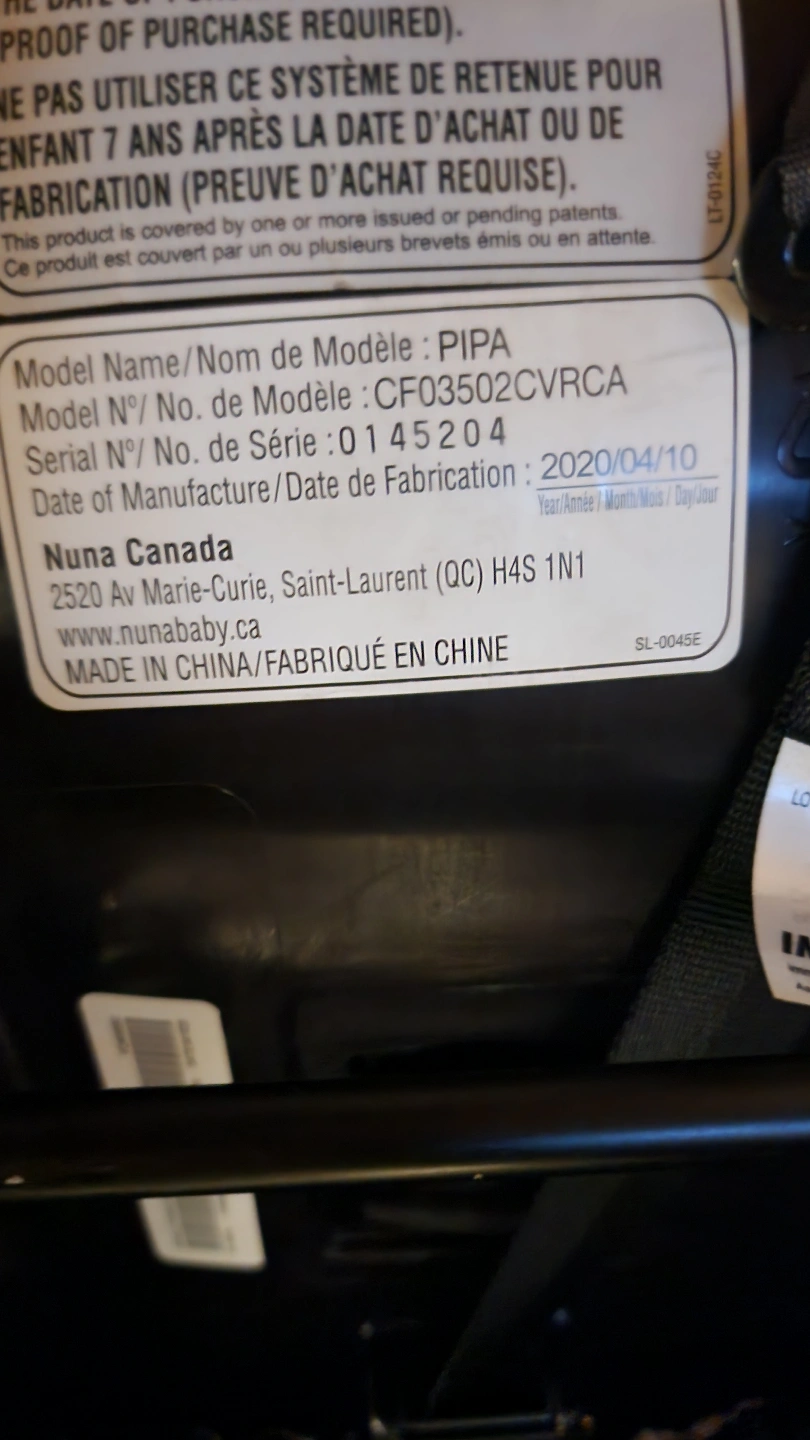 PROOF OF PURCHASE REQUIRED).
NE PAS UTILISER CE SYSTÈME DE RETENUE POUR
ENFANT 7 ANS APRÈS LA DATE D'ACHAT OU DE
FABRICATION (PREUVE D'ACHAT REQUISE).
This product is covered by one or more issued or pending patents.
Ce produit est couvert par un ou plusieurs brevets émis ou en attente.
LT-0124C
Model Name/Nom de Modèle : PIPA
Model Nº/ No. de Modèle : CF03502CVRCA
Serial Nº/ No. de Série : 0145204
Date of Manufacture/Date de Fabrication : 2020/04/10
Year/Année / Month/Mois / Day/Jour
Nuna Canada
2520 Av Marie-Curie, Saint-Laurent (QC) H4S 1N1
www.nunababy.ca
MADE IN CHINA/FABRIQUÉ EN CHINE
SL-0045E